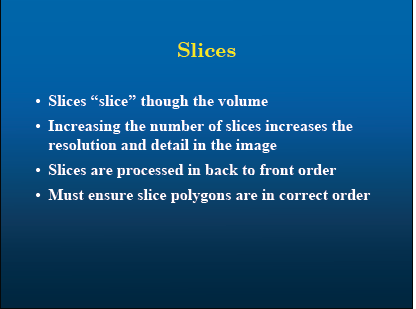 Slices
• Slices “slice” though the volume
• Increasing the number of slices increases the
resolution and detail in the image
• Slices are processed in back to front order
• Must ensure slice polygons are in correct order